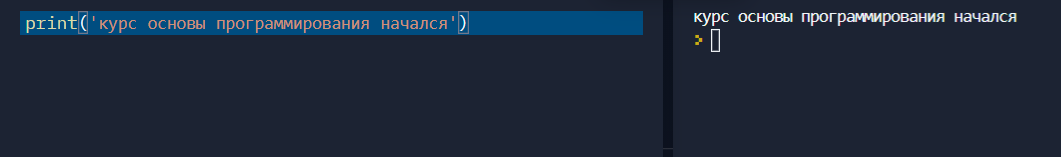 print('курс основы программирования начался')
курс основы программирования начался
>